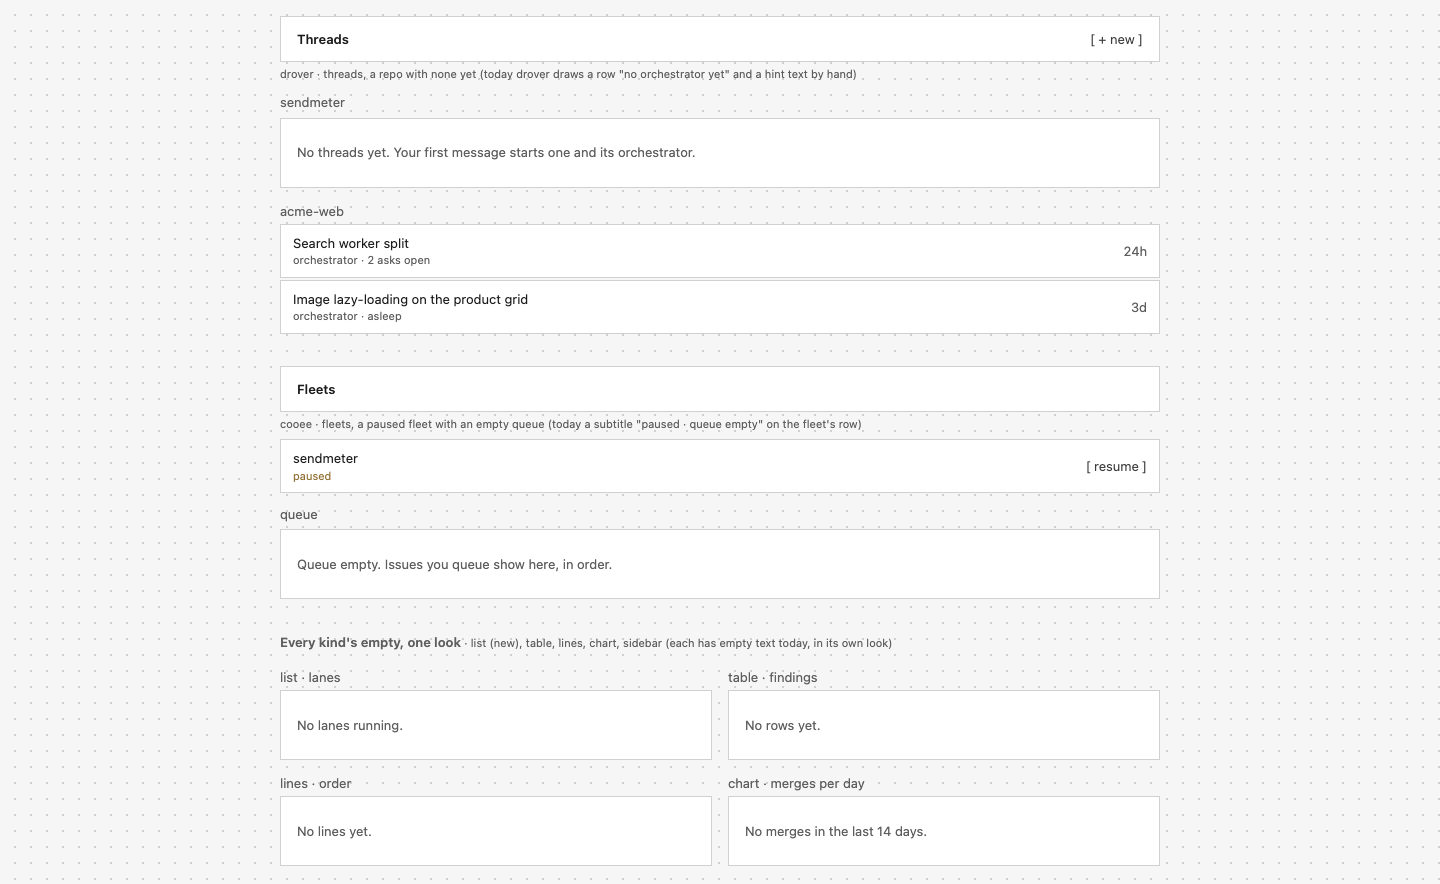 Threads
[ + new ]
drover · threads, a repo with none yet (today drover draws a row "no orchestrator yet" and a hint text by hand)
sendmeter
No threads yet. Your first message starts one and its orchestrator.
acme-web
Search worker split
orchestrator · 2 asks open
24h
Image lazy-loading on the product grid
orchestrator · asleep
3d
Fleets
cooee · fleets, a paused fleet with an empty queue (today a subtitle "paused · queue empty" on the fleet's row)
sendmeter
paused
[ resume ]
queue
Queue empty. Issues you queue show here, in order.
Every kind's empty, one look · list (new), table, lines, chart, sidebar (each has empty text today, in its own look)
list · lanes
No lanes running.
table · findings
No rows yet.
lines · order
No lines yet.
chart · merges per day
No merges in the last 14 days.